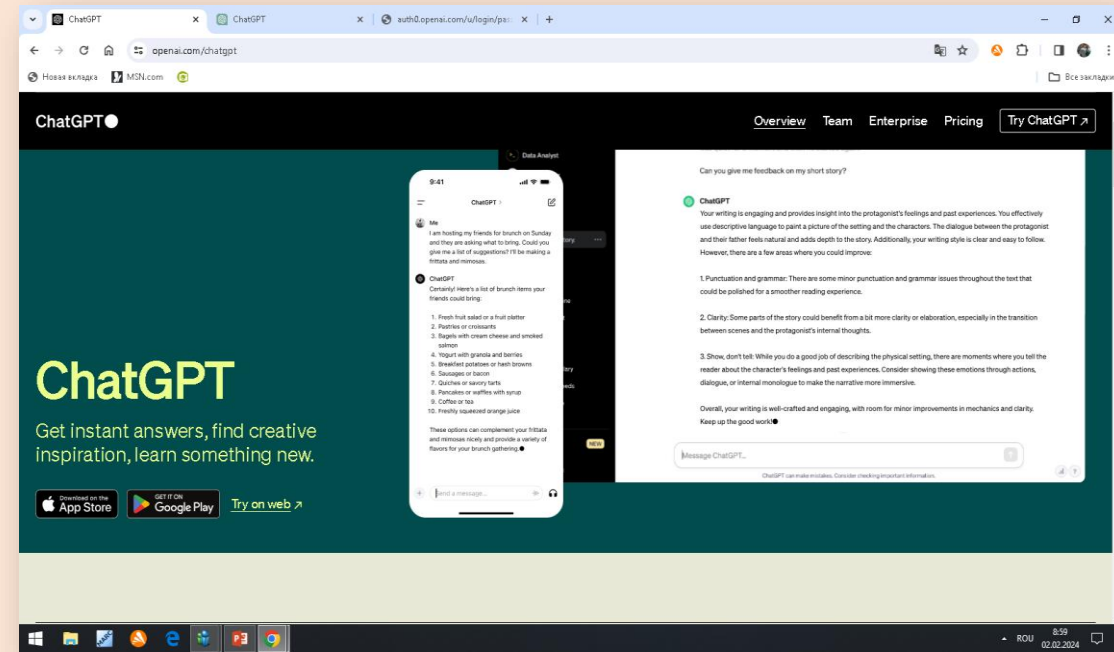 ChatGPT
ChatGPT
auth0.openai.com/u/login/pas
openai.com/chatgpt
Новая вкладка
MSN.com
Все закладки
ChatGPT
Overview
Team
Enterprise
Pricing
Try ChatGPT
ChatGPT
Get instant answers, find creative
inspiration, learn something new.
Download on the
App Store
GET IT ON
Google Play
Try on web
9:41
ChatGPT
Me
I am hosting my friends for brunch on Sunday
and they are asking what to bring. Could you
give me a list of suggestions? I'll be making a
frittata and mimosas.
ChatGPT
Certainly! Here's a list of brunch items your
friends could bring:
1. Fresh fruit salad or a fruit platter
2. Pastries or croissants
3. Bagels with cream cheese and smoked
salmon
4. Yogurt with granola and berries
5. Breakfast potatoes or hash browns
6. Sausages or bacon
7. Quiches or savory tarts
8. Pancakes or waffles with syrup
9. Coffee or tea
10. Freshly squeezed orange juice
These options can complement your frittata
and mimosas nicely and provide a variety of
flavors for your brunch gathering.
Send a message...
Data Analyst
NEW
Can you give me feedback on my short story?
ChatGPT
Your writing is engaging and provides insight into the protagonist's feelings and past experiences. You effectively
use descriptive language to paint a picture of the setting and the characters. The dialogue between the protagonist
and their father feels natural and adds depth to the story. Additionally, your writing style is clear and easy to follow.
However, there are a few areas where you could improve:
1. Punctuation and grammar: There are some minor punctuation and grammar issues throughout the text that
could be polished for a smoother reading experience.
2. Clarity: Some parts of the story could benefit from a bit more clarity or elaboration, especially in the transition
between scenes and the protagonist's internal thoughts.
3. Show, don't tell: While you do a good job of describing the physical setting, there are moments where you tell the
reader about the character's feelings and past experiences. Consider showing these emotions through actions,
dialogue, or internal monologue to make the narrative more immersive.
Overall, your writing is well-crafted and engaging, with room for minor improvements in mechanics and clarity.
Keep up the good work!
Message ChatGPT...
ChatGPT can make mistakes. Consider checking important information.
ROU
8:59
02.02.2024